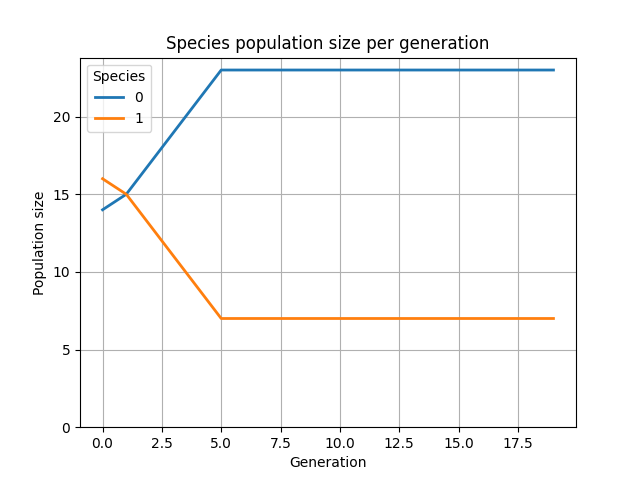 Species population size per generation
Species
0
1
Population size
20
15
10
5
0
0.0 2.5 5.0 7.5 10.0 12.5 15.0 17.5
Generation